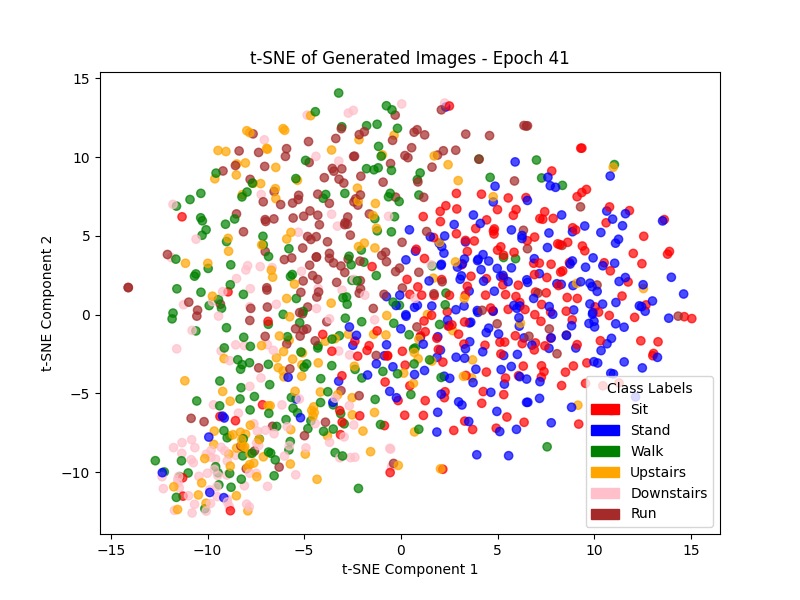 t-SNE of Generated Images - Epoch 41
t-SNE Component 2
15
10
5
0
−5
−10
−15
−10
−5
0
5
10
15
t-SNE Component 1
Class Labels
Sit
Stand
Walk
Upstairs
Downstairs
Run